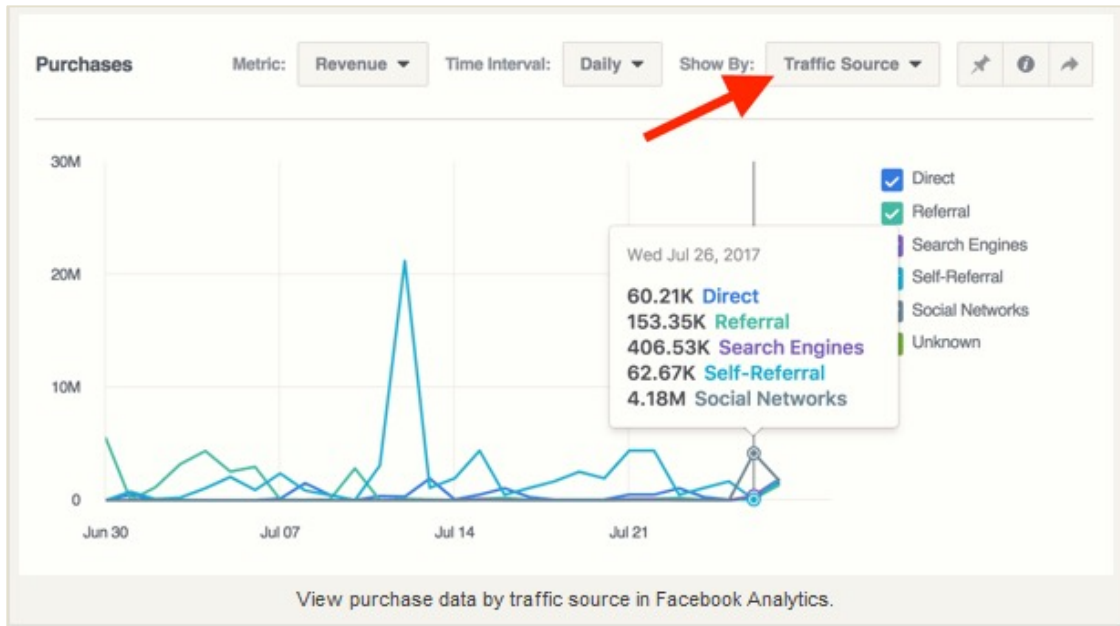 Purchases Metric: Revenue Time Interval: Daily Show By: Traffic Source
30M
20M
10M
0
Jun 30 Jul 07 Jul 14 Jul 21
Direct
Referral
Search Engines
Self-Referral
Social Networks
Unknown
Wed Jul 26, 2017
60.21K Direct
153.35K Referral
406.53K Search Engines
62.67K Self-Referral
4.18M Social Networks
View purchase data by traffic source in Facebook Analytics.